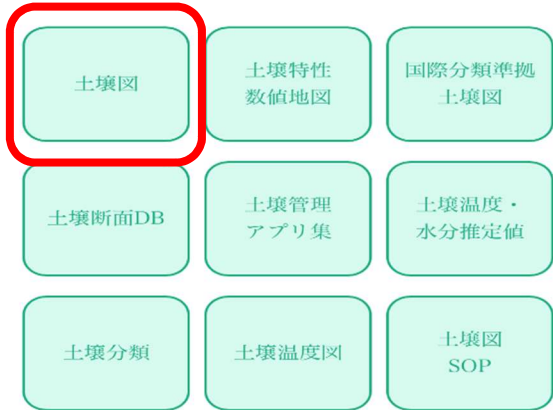 土壌図
土壌特性
数値地図
国際分類準拠
土壌図
土壌断面DB
土壌管理
アプリ集
土壌温度・
水分推定値
土壌分類
土壌温度図
土壌図
SOP